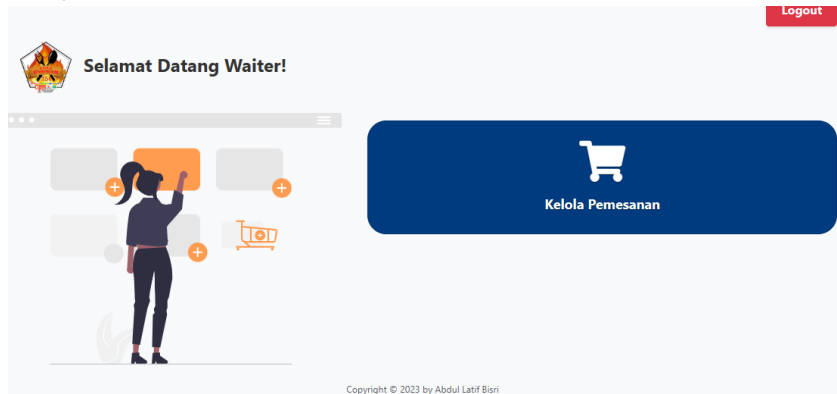 Logout
Selamat Datang Waiter!
Kelola Pemesanan
Copyright © 2023 by Abdul Latif Bisri